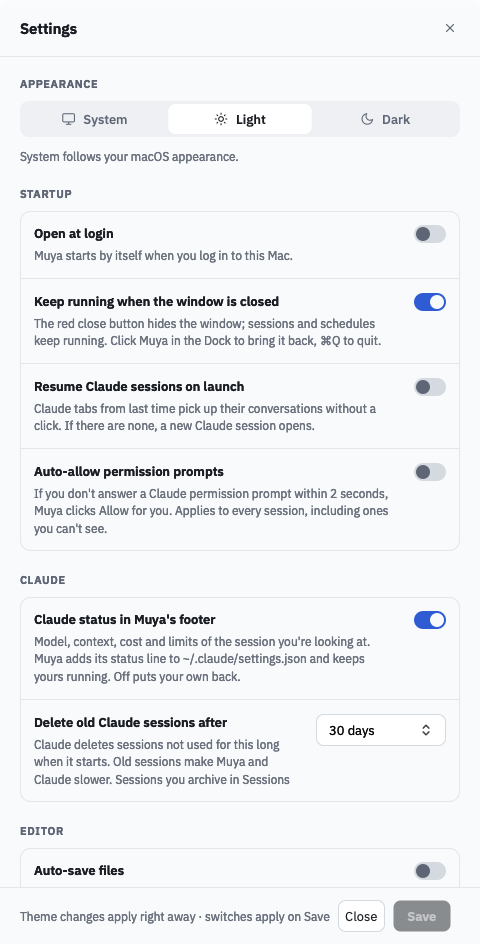 Settings
APPEARANCE
System
Light
Dark
System follows your macOS appearance.
STARTUP
Open at login
Muya starts by itself when you log in to this Mac.
Keep running when the window is closed
The red close button hides the window; sessions and schedules
keep running. Click Muya in the Dock to bring it back, ⌘Q to quit.
Resume Claude sessions on launch
Claude tabs from last time pick up their conversations without a
click. If there are none, a new Claude session opens.
Auto-allow permission prompts
If you don't answer a Claude permission prompt within 2 seconds,
Muya clicks Allow for you. Applies to every session, including ones
you can't see.
CLAUDE
Claude status in Muya's footer
Model, context, cost and limits of the session you're looking at.
Muya adds its status line to ~/.claude/settings.json and keeps
yours running. Off puts your own back.
Delete old Claude sessions after
30 days
Claude deletes sessions not used for this long
when it starts. Old sessions make Muya and
Claude slower. Sessions you archive in Sessions
EDITOR
Auto-save files
Theme changes apply right away · switches apply on Save
Close
Save